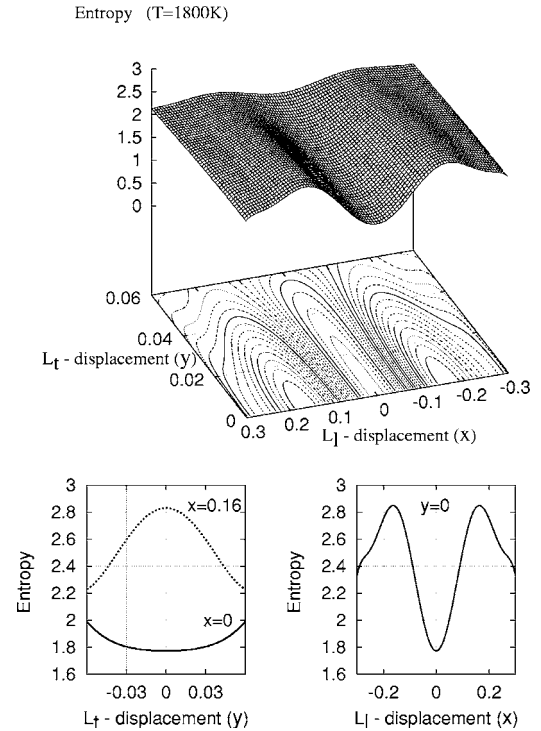 Entropy (T=1800K)
3
2.5
2
1.5
1
0.5
0
0.06
0.04
0.02
0
Lt - displacement (y)
0.3 0.2 0.1 0 -0.1 -0.2 -0.3
Ll - displacement (x)
3
2.8
2.6
2.4
2.2
2
1.8
1.6
Entropy
x=0.16
x=0
-0.03 0 0.03
Lt - displacement (y)
3
2.8
2.6
2.4
2.2
2
1.8
1.6
Entropy
y=0
-0.2 0 0.2
Ll - displacement (x)